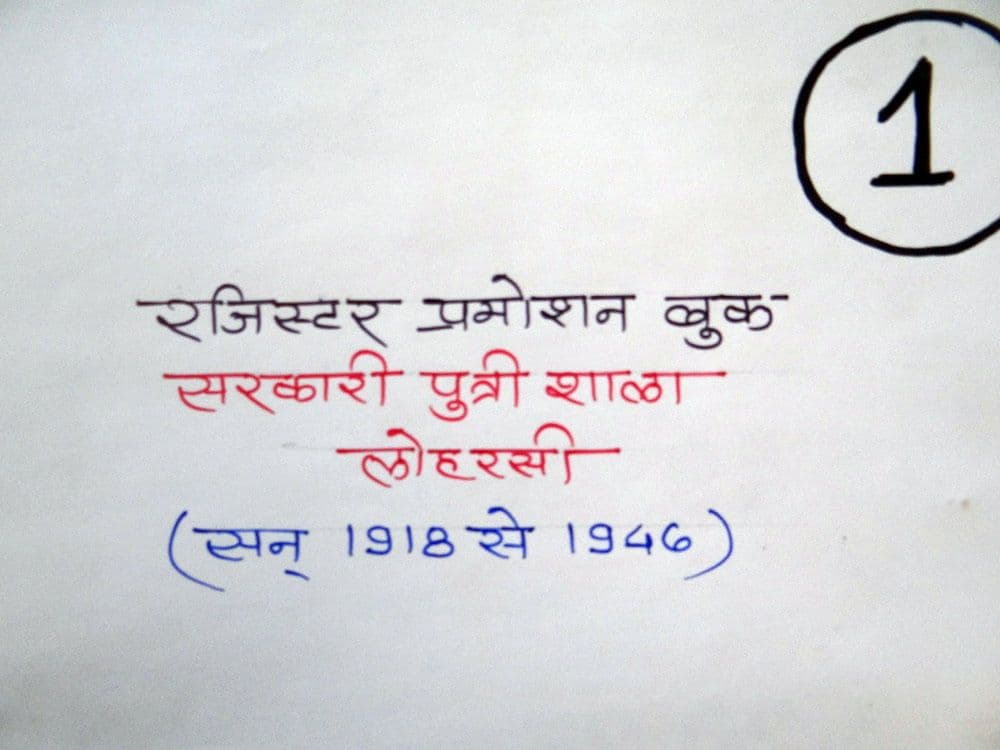 1
रजिस्टर प्रमोशन बुक
सरकारी पुत्री शाला
लोहरसी
(सन् 1918 से 1946)